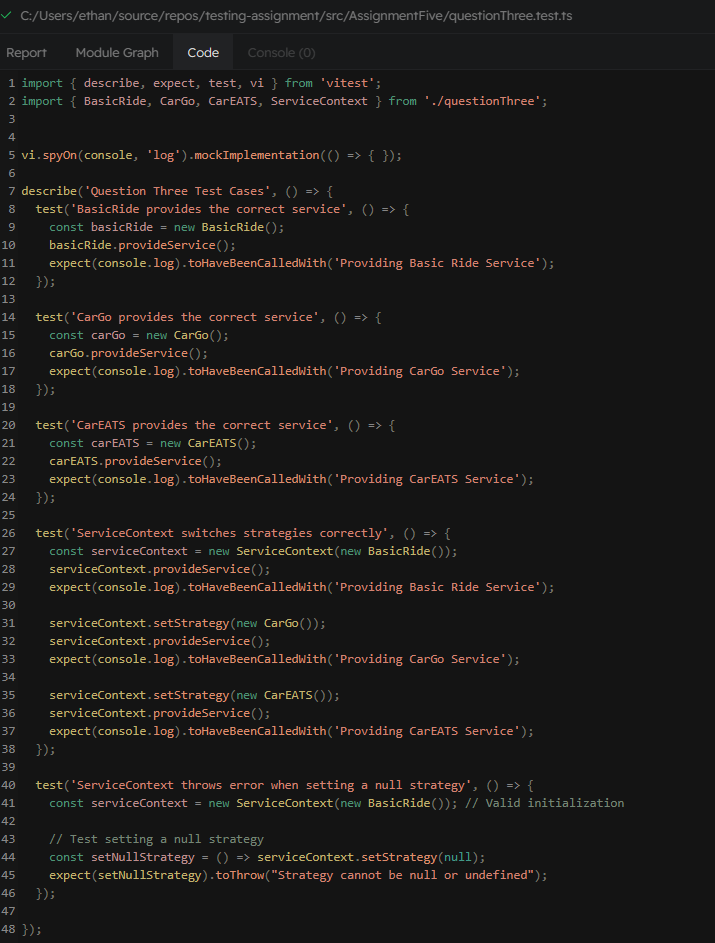 C:/Users/ethan/source/repos/testing-assignment/src/AssignmentFive/questionThree.test.ts
Report Module Graph Code Console (0)
1 import { describe, expect, test, vi } from 'vitest';
2 import { BasicRide, CarGo, CarEATS, ServiceContext } from './questionThree';
3
4
5 vi.spyOn(console, 'log').mockImplementation(() => { });
6
7 describe('Question Three Test Cases', () => {
8   test('BasicRide provides the correct service', () => {
9     const basicRide = new BasicRide();
10     basicRide.provideService();
11     expect(console.log).toHaveBeenCalledWith('Providing Basic Ride Service');
12   });
13
14   test('CarGo provides the correct service', () => {
15     const carGo = new CarGo();
16     carGo.provideService();
17     expect(console.log).toHaveBeenCalledWith('Providing CarGo Service');
18   });
19
20   test('CarEATS provides the correct service', () => {
21     const carEATS = new CarEATS();
22     carEATS.provideService();
23     expect(console.log).toHaveBeenCalledWith('Providing CarEATS Service');
24   });
25
26   test('ServiceContext switches strategies correctly', () => {
27     const serviceContext = new ServiceContext(new BasicRide());
28     serviceContext.provideService();
29     expect(console.log).toHaveBeenCalledWith('Providing Basic Ride Service');
30
31     serviceContext.setStrategy(new CarGo());
32     serviceContext.provideService();
33     expect(console.log).toHaveBeenCalledWith('Providing CarGo Service');
34
35     serviceContext.setStrategy(new CarEATS());
36     serviceContext.provideService();
37     expect(console.log).toHaveBeenCalledWith('Providing CarEATS Service');
38   });
39
40   test('ServiceContext throws error when setting a null strategy', () => {
41     const serviceContext = new ServiceContext(new BasicRide()); // Valid initialization
42
43     // Test setting a null strategy
44     const setNullStrategy = () => serviceContext.setStrategy(null);
45     expect(setNullStrategy).toThrow("Strategy cannot be null or undefined");
46   });
47
48 });